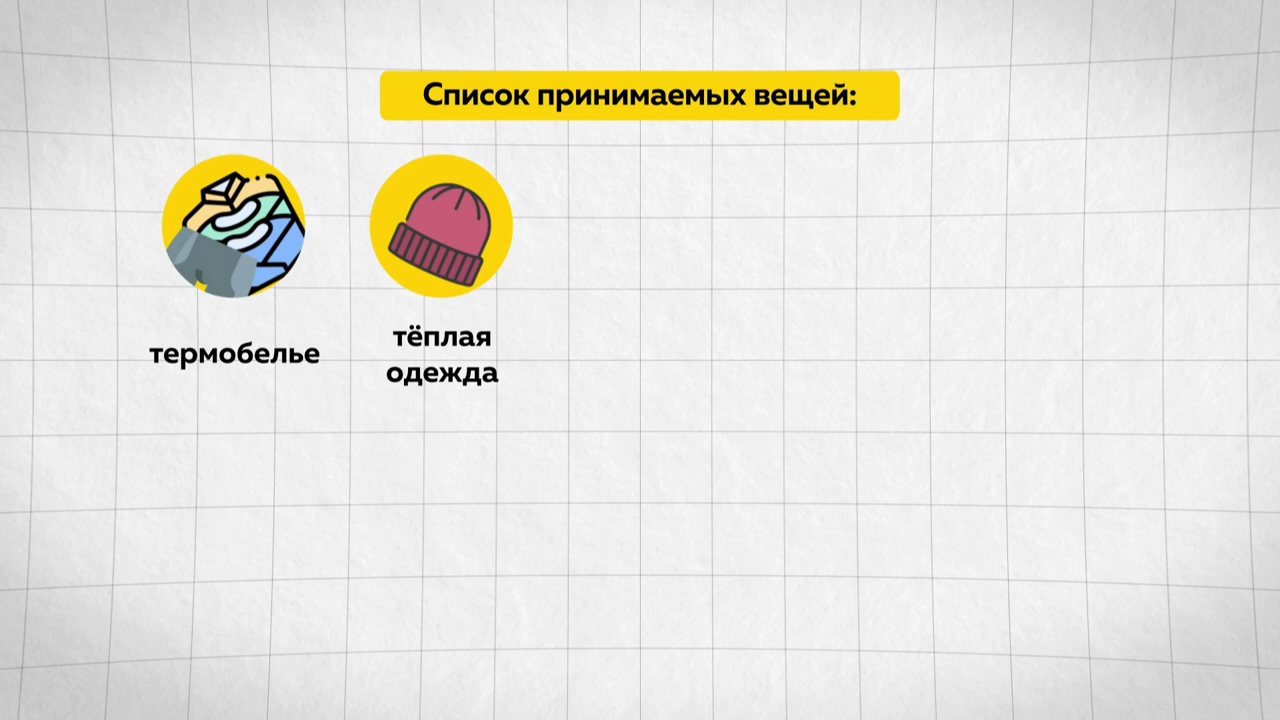 Список принимаемых вещей:
термобелье
тёплая
одежда